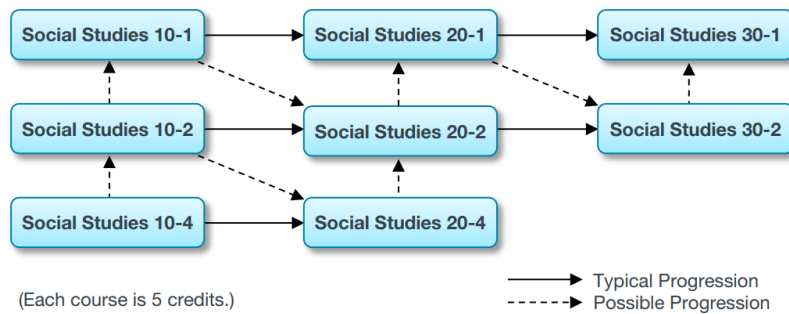 Social Studies 10-1
Social Studies 20-1
Social Studies 30-1
Social Studies 10-2
Social Studies 20-2
Social Studies 30-2
Social Studies 10-4
Social Studies 20-4
(Each course is 5 credits.)
Typical Progression
Possible Progression